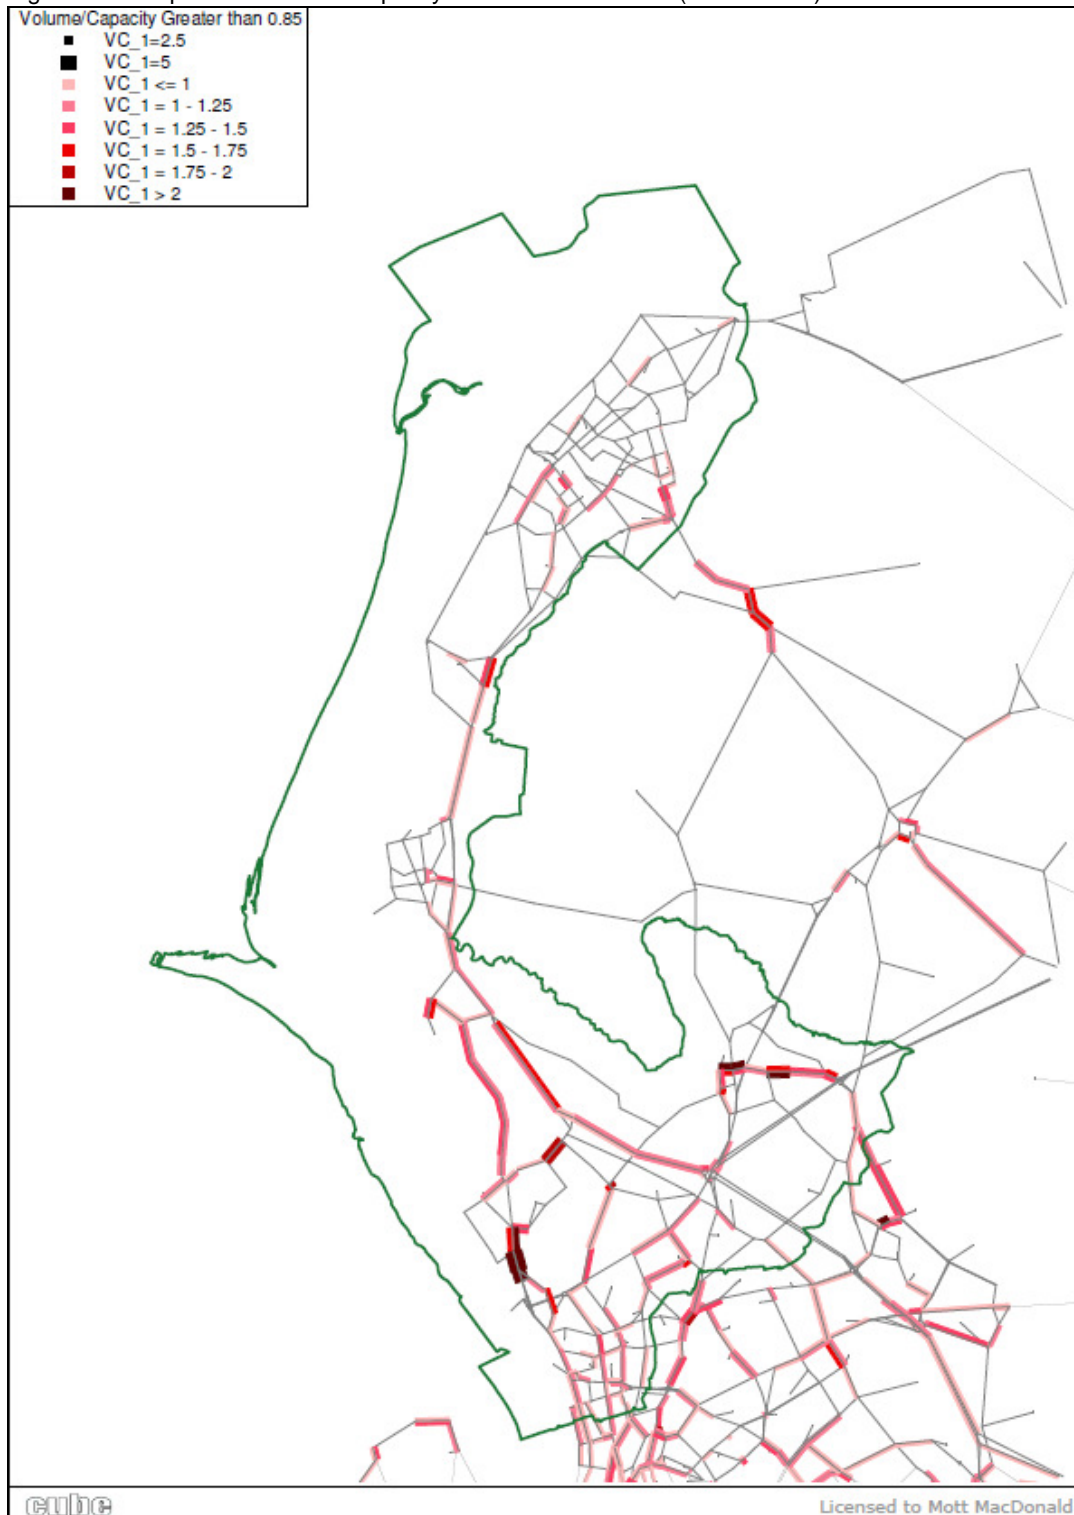 Volume/Capacity Greater than 0.85
VC_1=2.5
VC_1=5
VC_1 <= 1
VC_1 = 1 - 1.25
VC_1 = 1.25 - 1.5
VC_1 = 1.5 - 1.75
VC_1 = 1.75 - 2
VC_1 > 2
cube
Licensed to Mott MacDonald